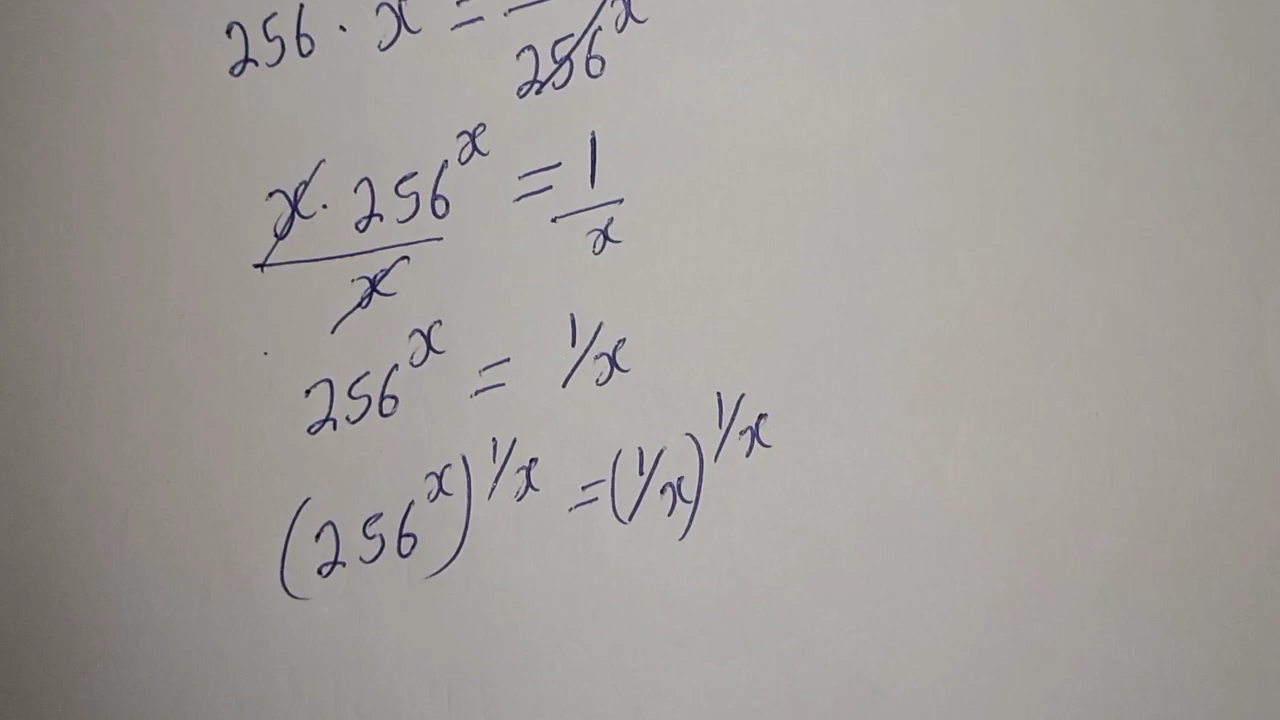 256 · x = 256^x
x · 256^x / x = 1/x
256^x = 1/x
(256^x)^1/x = (1/x)^1/x